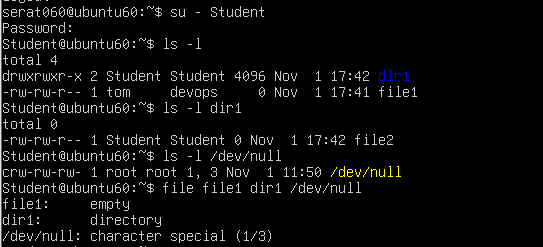 serat060@ubuntu60:~$ su - Student
Password:
Student@ubuntu60:~$ ls -l
total 4
drwxrwxr-x 2 Student Student 4096 Nov  1 17:42 dir1
-rw-rw-r-- 1 tom     devops     0 Nov  1 17:41 file1
Student@ubuntu60:~$ ls -l dir1
total 0
-rw-rw-r-- 1 Student Student 0 Nov  1 17:42 file2
Student@ubuntu60:~$ ls -l /dev/null
crw-rw-rw- 1 root root 1, 3 Nov  1 11:50 /dev/null
Student@ubuntu60:~$ file file1 dir1 /dev/null
file1:     empty
dir1:      directory
/dev/null: character special (1/3)